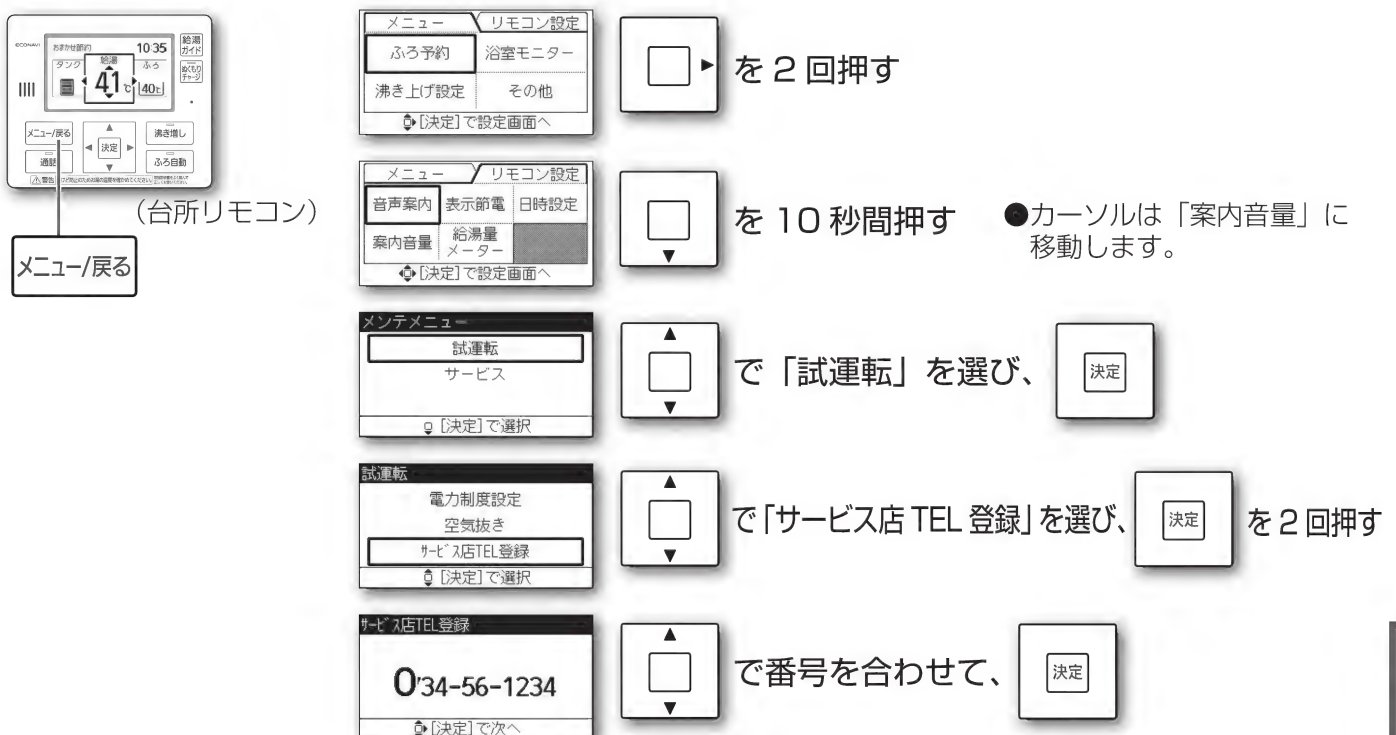 ECONAVI
おまかせ節約
10:35
給湯
ガイド
タンク
給湯
ふろ
41℃
40℃
ぬくもり
チャージ
メニュー/戻る
決定
沸き増し
通話
ふろ自動
(台所リモコン)
メニュー/戻る
メニュー
リモコン設定
ふろ予約
浴室モニター
沸き上げ設定
その他
[決定]で設定画面へ
を 2 回押す
メニュー
リモコン設定
音声案内
表示節電
日時設定
案内音量
給湯量
メーター
[決定]で設定画面へ
を 10 秒間押す
●カーソルは「案内音量」に
移動します。
メンテメニュー
試運転
サービス
[決定]で選択
で「試運転」を選び、
決定
試運転
電力制度設定
空気抜き
サービス店TEL登録
[決定]で選択
で「サービス店 TEL 登録」を選び、
決定
を 2 回押す
サービス店TEL登録
0'34-56-1234
[決定]で次へ
で番号を合わせて、
決定